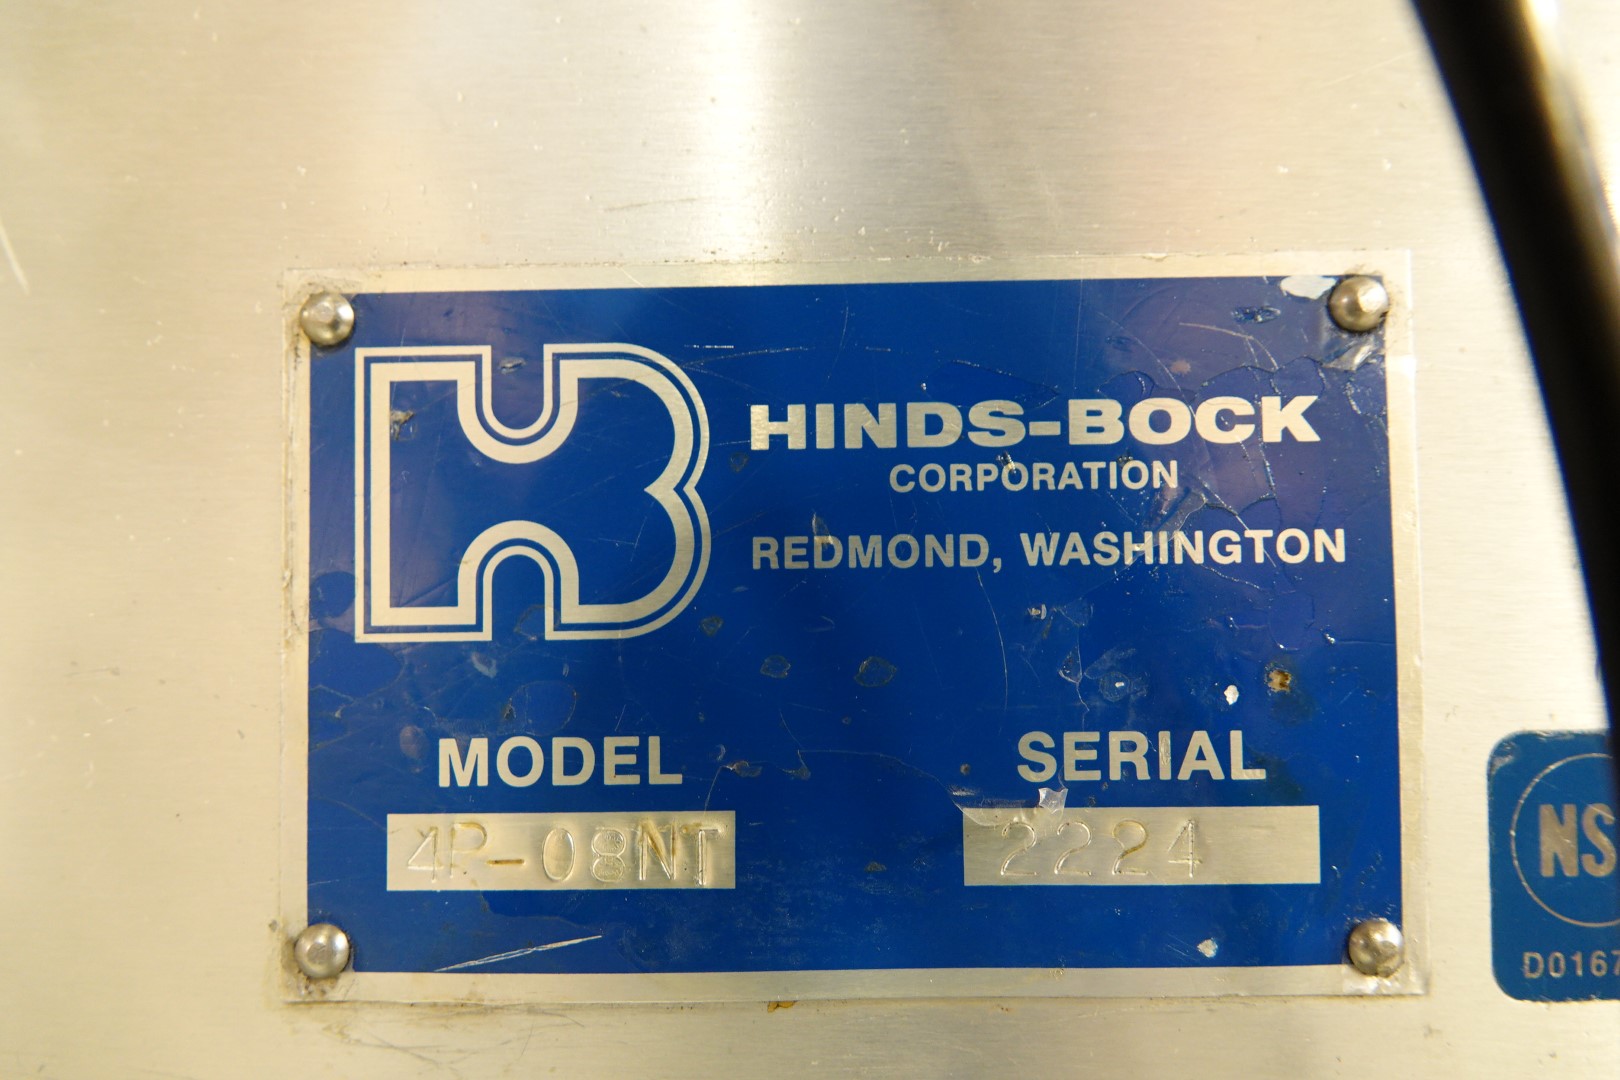 HINDS-BOCK
CORPORATION
REDMOND, WASHINGTON
MODEL
SERIAL
4P-08NT
2224
NS
D0167